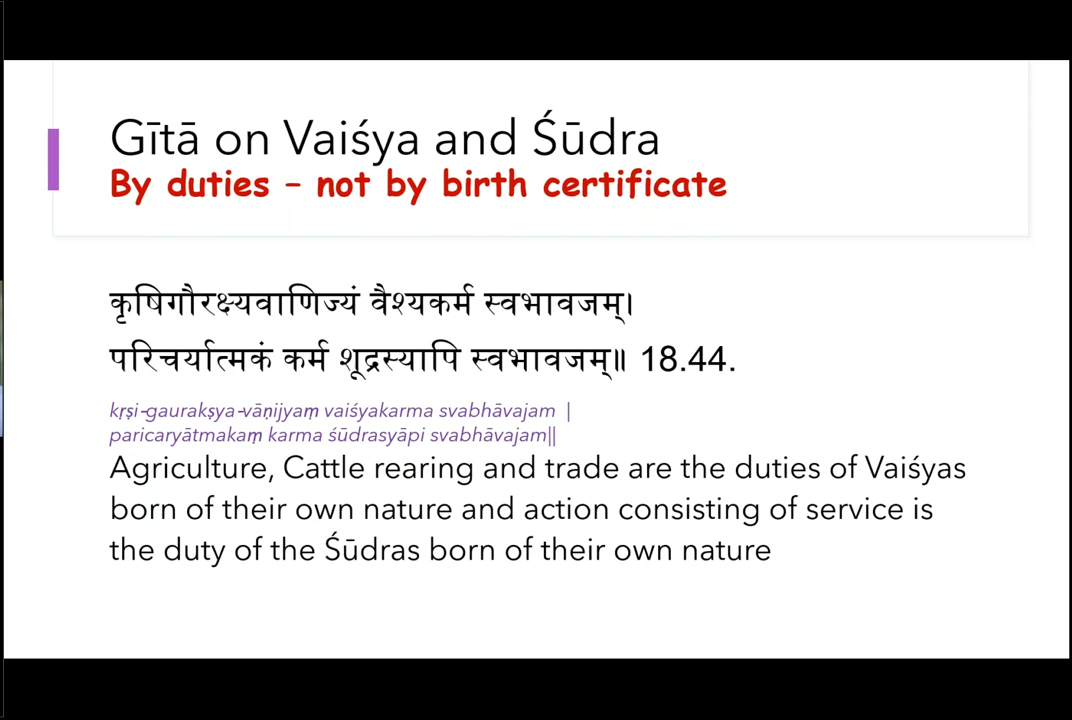 Gītā on Vaiśya and Śūdra
By duties – not by birth certificate
कृषिगौरक्ष्यवाणिज्यं वैश्यकर्म स्वभावजम्।
परिचर्यात्मकं कर्म शूद्रस्यापि स्वभावजम्॥ 18.44.
kṛṣi-gaurakṣya-vāṇijyaṃ vaiśyakarma svabhāvajam |
paricaryātmakaṃ karma śūdrasyāpi svabhāvajam||
Agriculture, Cattle rearing and trade are the duties of Vaiśyas
born of their own nature and action consisting of service is
the duty of the Śūdras born of their own nature